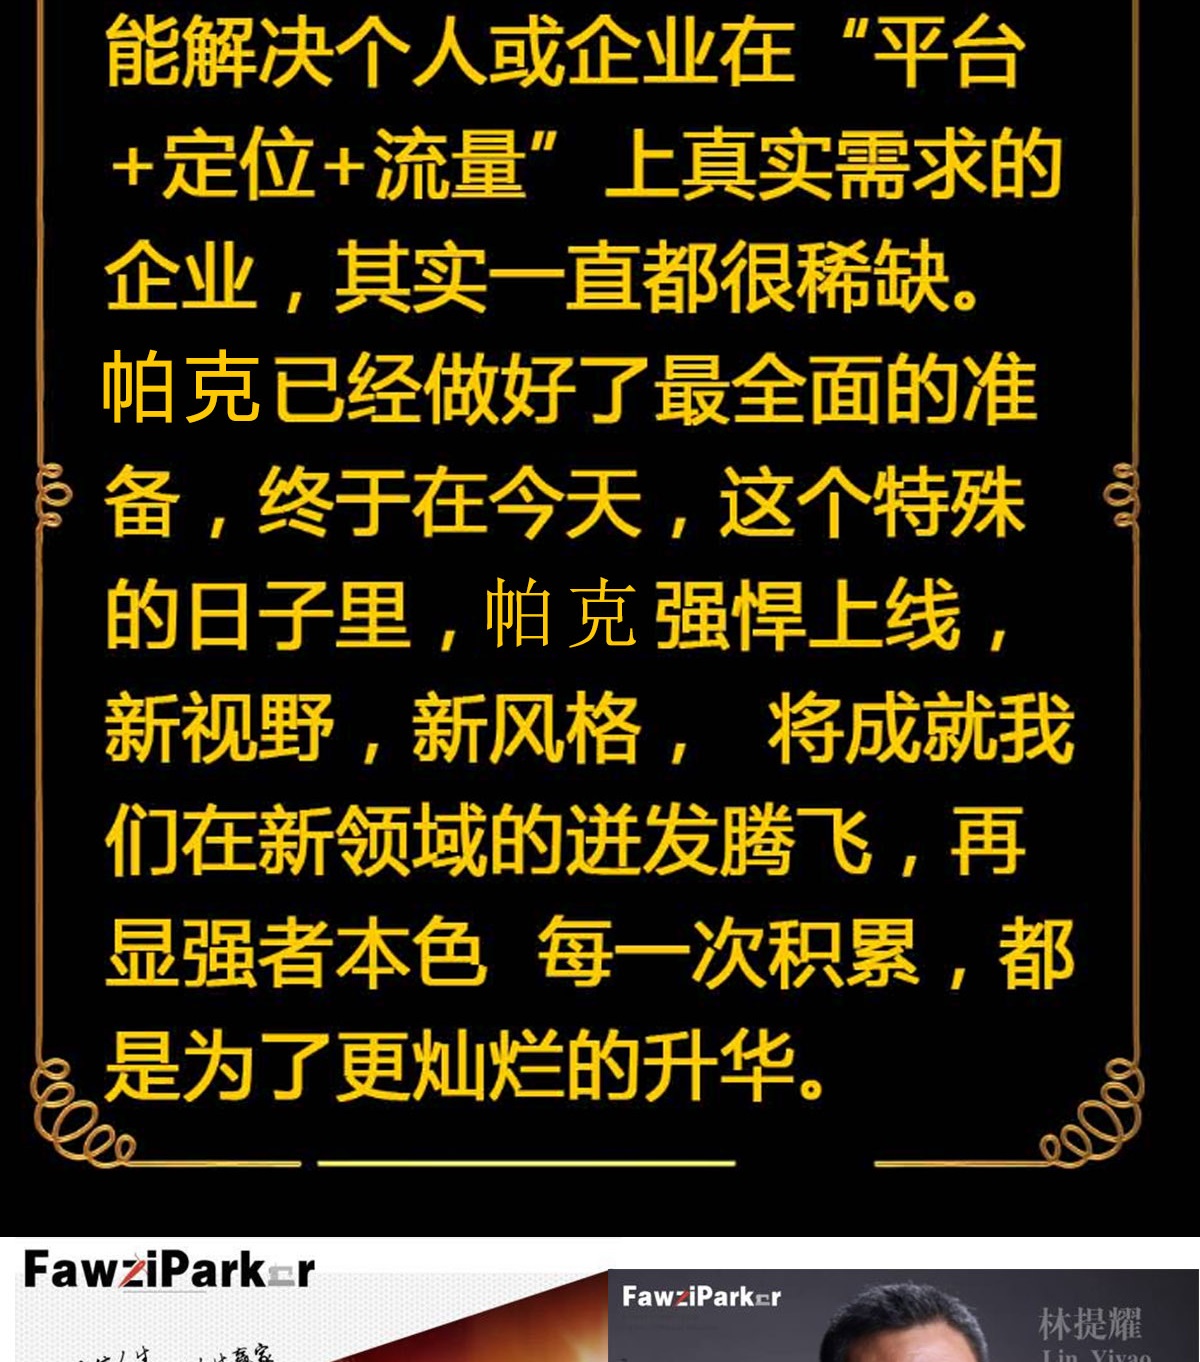 能解决个人或企业在“平台
+定位+流量”上真实需求的
企业，其实一直都很稀缺。
帕克已经做好了最全面的准
备，终于在今天，这个特殊
的日子里，帕克强悍上线，
新视野，新风格， 将成就我
们在新领域的迸发腾飞，再
显强者本色 每一次积累，都
是为了更灿烂的升华。
FawziParker
FawziParker
林提耀
Lin Yiyao